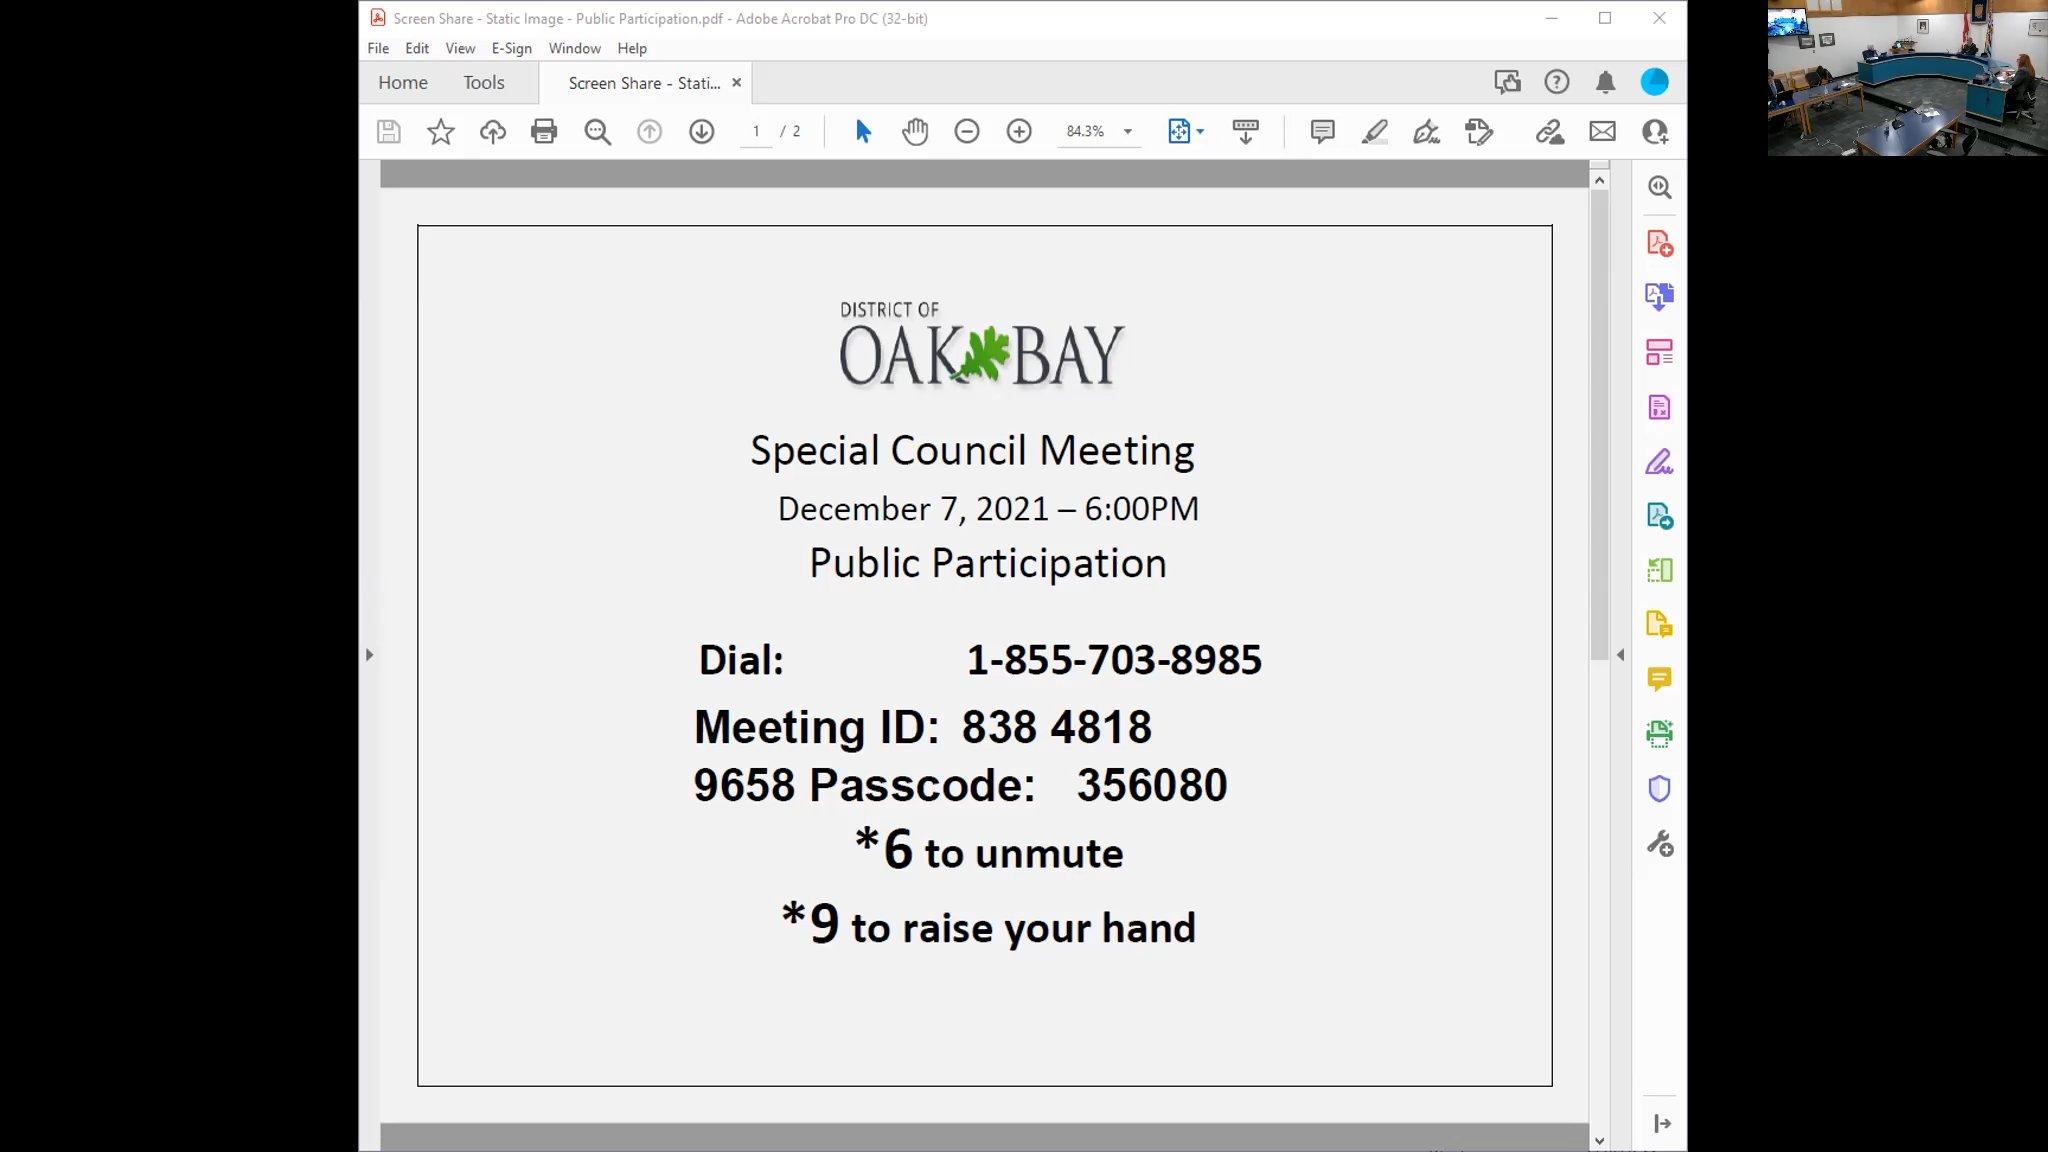 Screen Share - Static Image - Public Participation.pdf - Adobe Acrobat Pro DC (32-bit)
File Edit View E-Sign Window Help
Home Tools Screen Share - Stati... ×
1 / 2 84.3%
DISTRICT OF
OAK BAY
Special Council Meeting
December 7, 2021 – 6:00PM
Public Participation
Dial: 1-855-703-8985
Meeting ID: 838 4818
9658 Passcode: 356080
*6 to unmute
*9 to raise your hand